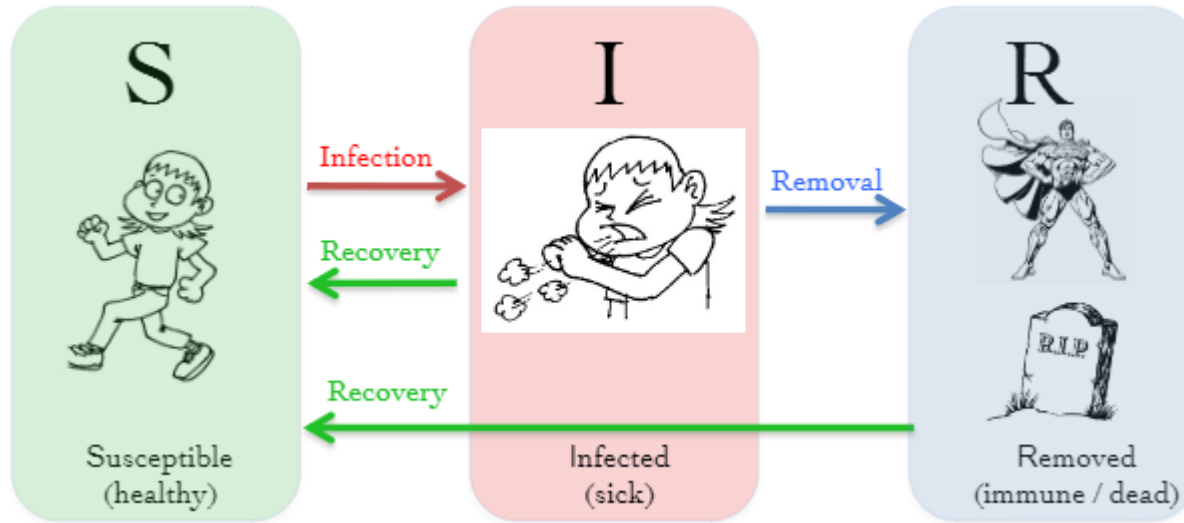 S
I
R
Infection
Removal
Recovery
R.I.P.
Recovery
Susceptible
(healthy)
Infected
(sick)
Removed
(immune / dead)